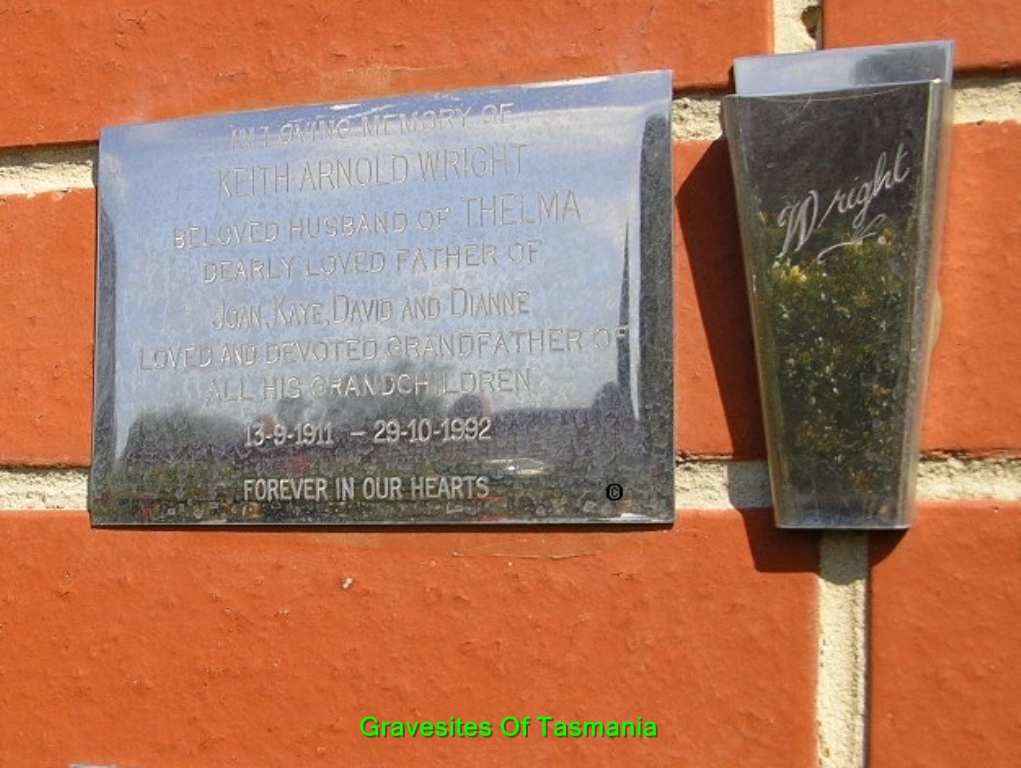 IN LOVING MEMORY OF
KEITH ARNOLD WRIGHT
BELOVED HUSBAND OF THELMA
DEARLY LOVED FATHER OF
JOAN, KAYE, DAVID AND DIANNE
LOVED AND DEVOTED GRANDFATHER OF
ALL HIS GRANDCHILDREN
13-9-1911 – 29-10-1992
FOREVER IN OUR HEARTS
©
Wright
Gravesites Of Tasmania